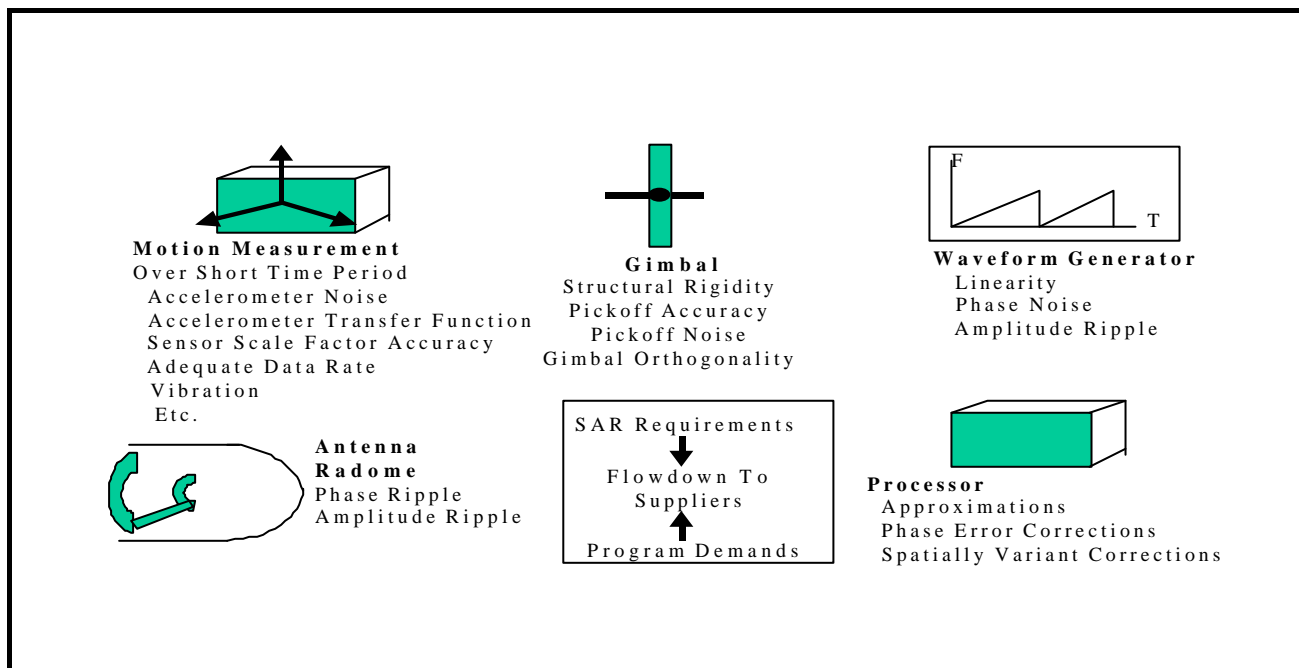 Motion Measurement
Over Short Time Period
Accelerometer Noise
Accelerometer Transfer Function
Sensor Scale Factor Accuracy
Adequate Data Rate
Vibration
Etc.
Gimbal
Structural Rigidity
Pickoff Accuracy
Pickoff Noise
Gimbal Orthogonality
F
T
Waveform Generator
Linearity
Phase Noise
Amplitude Ripple
Antenna
Radome
Phase Ripple
Amplitude Ripple
SAR Requirements
Flowdown To
Suppliers
Program Demands
Processor
Approximations
Phase Error Corrections
Spatially Variant Corrections